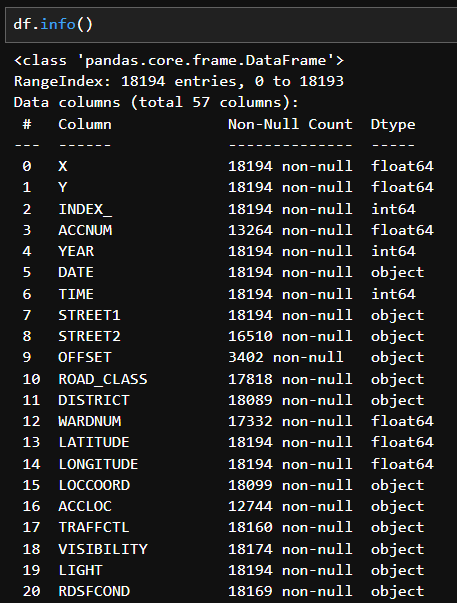 df.info()
<class 'pandas.core.frame.DataFrame'>
RangeIndex: 18194 entries, 0 to 18193
Data columns (total 57 columns):
 #   Column           Non-Null Count  Dtype
---  ------           --------------  -----
 0   X                18194 non-null  float64
 1   Y                18194 non-null  float64
 2   INDEX_           18194 non-null  int64
 3   ACCNUM           13264 non-null  float64
 4   YEAR             18194 non-null  int64
 5   DATE             18194 non-null  object
 6   TIME             18194 non-null  int64
 7   STREET1          18194 non-null  object
 8   STREET2          16510 non-null  object
 9   OFFSET           3402 non-null   object
 10  ROAD_CLASS       17818 non-null  object
 11  DISTRICT         18089 non-null  object
 12  WARDNUM          17332 non-null  float64
 13  LATITUDE         18194 non-null  float64
 14  LONGITUDE        18194 non-null  float64
 15  LOCCOORD         18099 non-null  object
 16  ACCLOC           12744 non-null  object
 17  TRAFFCTL         18160 non-null  object
 18  VISIBILITY       18174 non-null  object
 19  LIGHT            18194 non-null  object
 20  RDSFCOND         18169 non-null  object